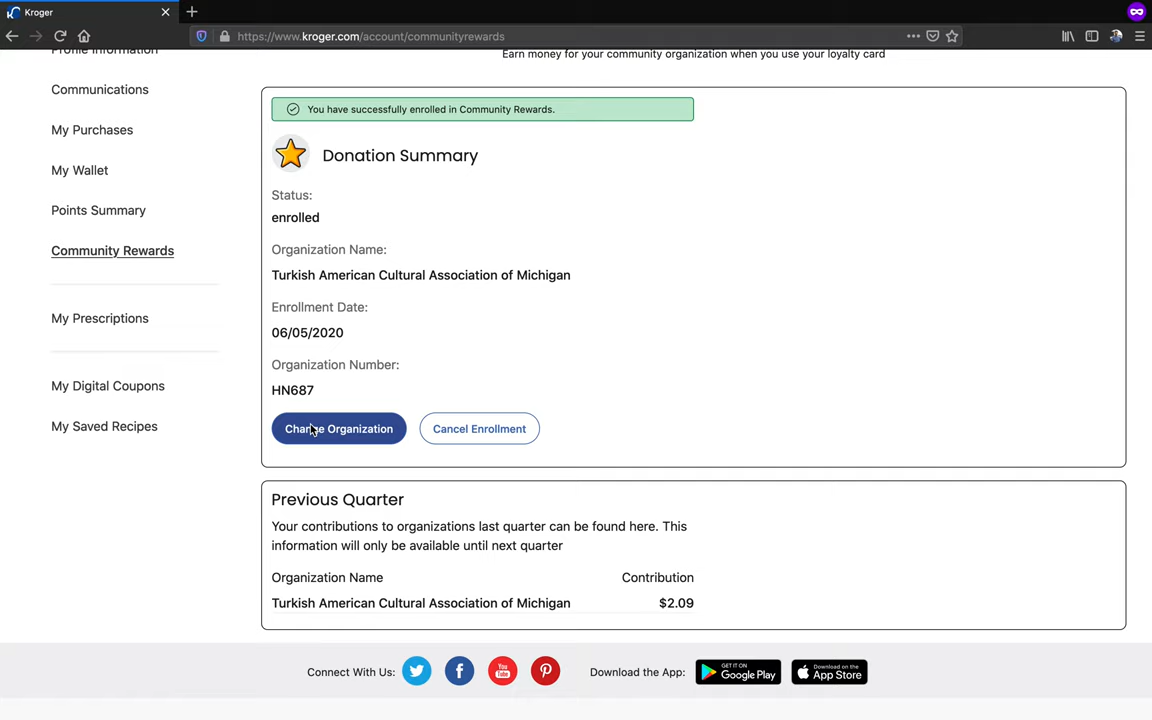 Kroger
https://www.kroger.com/account/communityrewards
Profile Information
Earn money for your community organization when you use your loyalty card
Communications
My Purchases
My Wallet
Points Summary
Community Rewards
My Prescriptions
My Digital Coupons
My Saved Recipes
You have successfully enrolled in Community Rewards.
Donation Summary
Status:
enrolled
Organization Name:
Turkish American Cultural Association of Michigan
Enrollment Date:
06/05/2020
Organization Number:
HN687
Change Organization
Cancel Enrollment
Previous Quarter
Your contributions to organizations last quarter can be found here. This
information will only be available until next quarter
Organization Name Contribution
Turkish American Cultural Association of Michigan $2.09
Connect With Us:
You Tube
Download the App:
GET IT ON
Google Play
Download on the
App Store